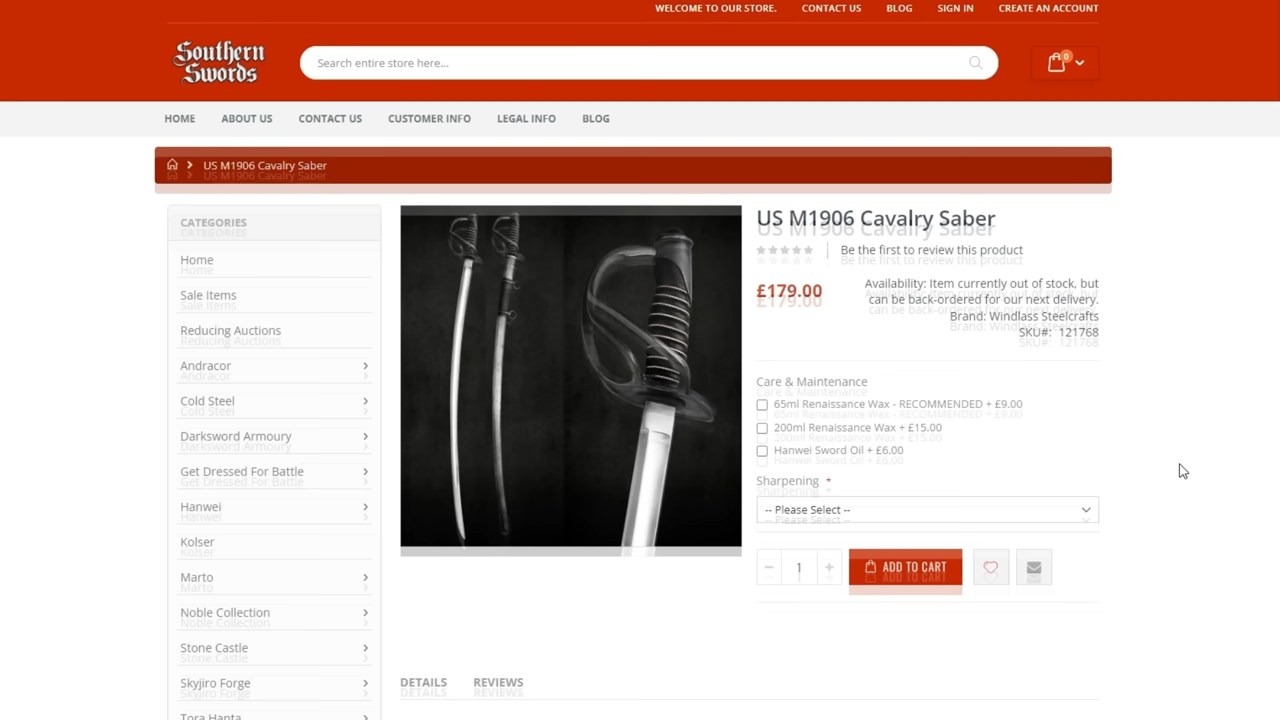 WELCOME TO OUR STORE. CONTACT US BLOG SIGN IN CREATE AN ACCOUNT
Southern
Swords
Search entire store here...
0
HOME ABOUT US CONTACT US CUSTOMER INFO LEGAL INFO BLOG
US M1906 Cavalry Saber
CATEGORIES
Home
Sale Items
Reducing Auctions
Andracor
Cold Steel
Darksword Armoury
Get Dressed For Battle
Hanwei
Kolser
Marto
Noble Collection
Stone Castle
Skyjiro Forge
Tora Hanta
US M1906 Cavalry Saber
Be the first to review this product
£179.00
Availability: Item currently out of stock, but
can be back-ordered for our next delivery.
Brand: Windlass Steelcrafts
SKU#: 121768
Care & Maintenance
65ml Renaissance Wax - RECOMMENDED + £9.00
200ml Renaissance Wax + £15.00
Hanwei Sword Oil + £6.00
Sharpening *
-- Please Select --
1 ADD TO CART
DETAILS REVIEWS